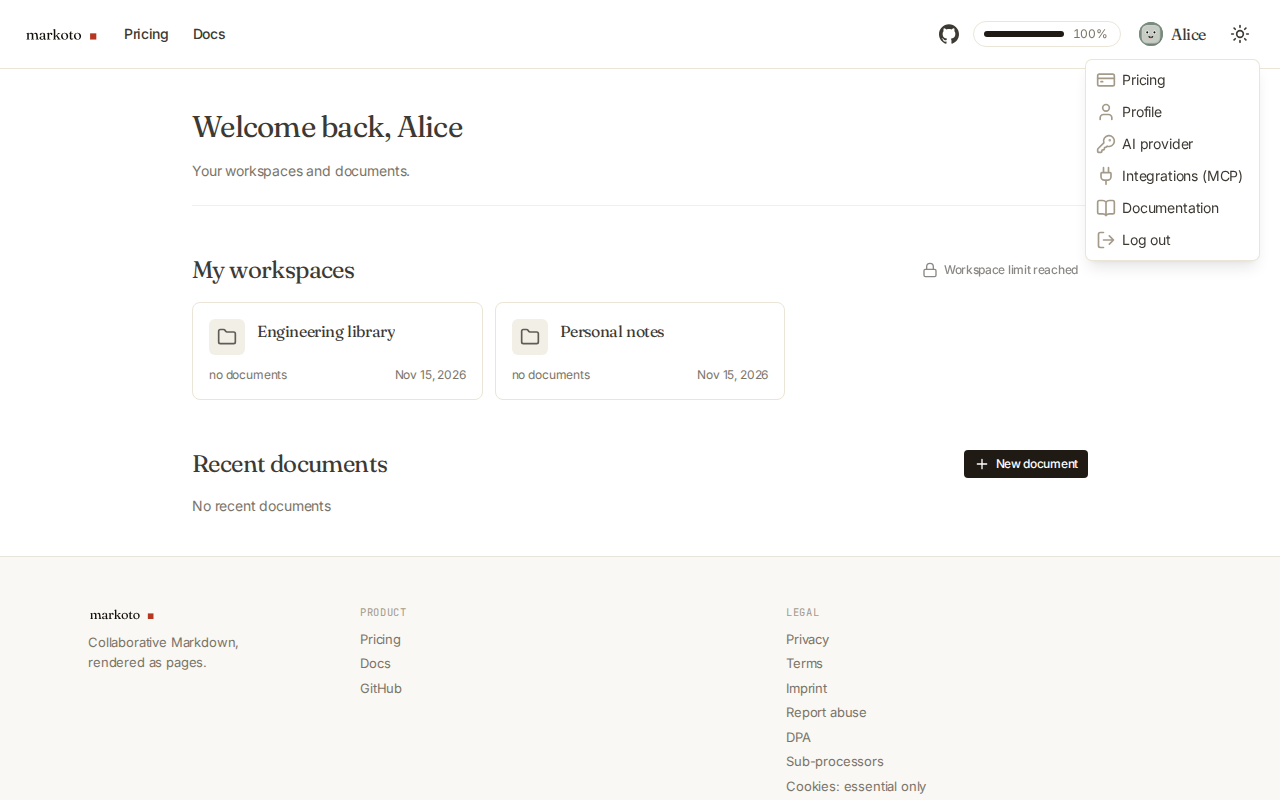 markoto
Pricing
Docs
100%
Alice
Pricing
Profile
AI provider
Integrations (MCP)
Documentation
Log out
Welcome back, Alice
Your workspaces and documents.
My workspaces
Workspace limit reached
Engineering library
no documents
Nov 15, 2026
Personal notes
no documents
Nov 15, 2026
Recent documents
New document
No recent documents
markoto
Collaborative Markdown,
rendered as pages.
PRODUCT
Pricing
Docs
GitHub
LEGAL
Privacy
Terms
Imprint
Report abuse
DPA
Sub-processors
Cookies: essential only